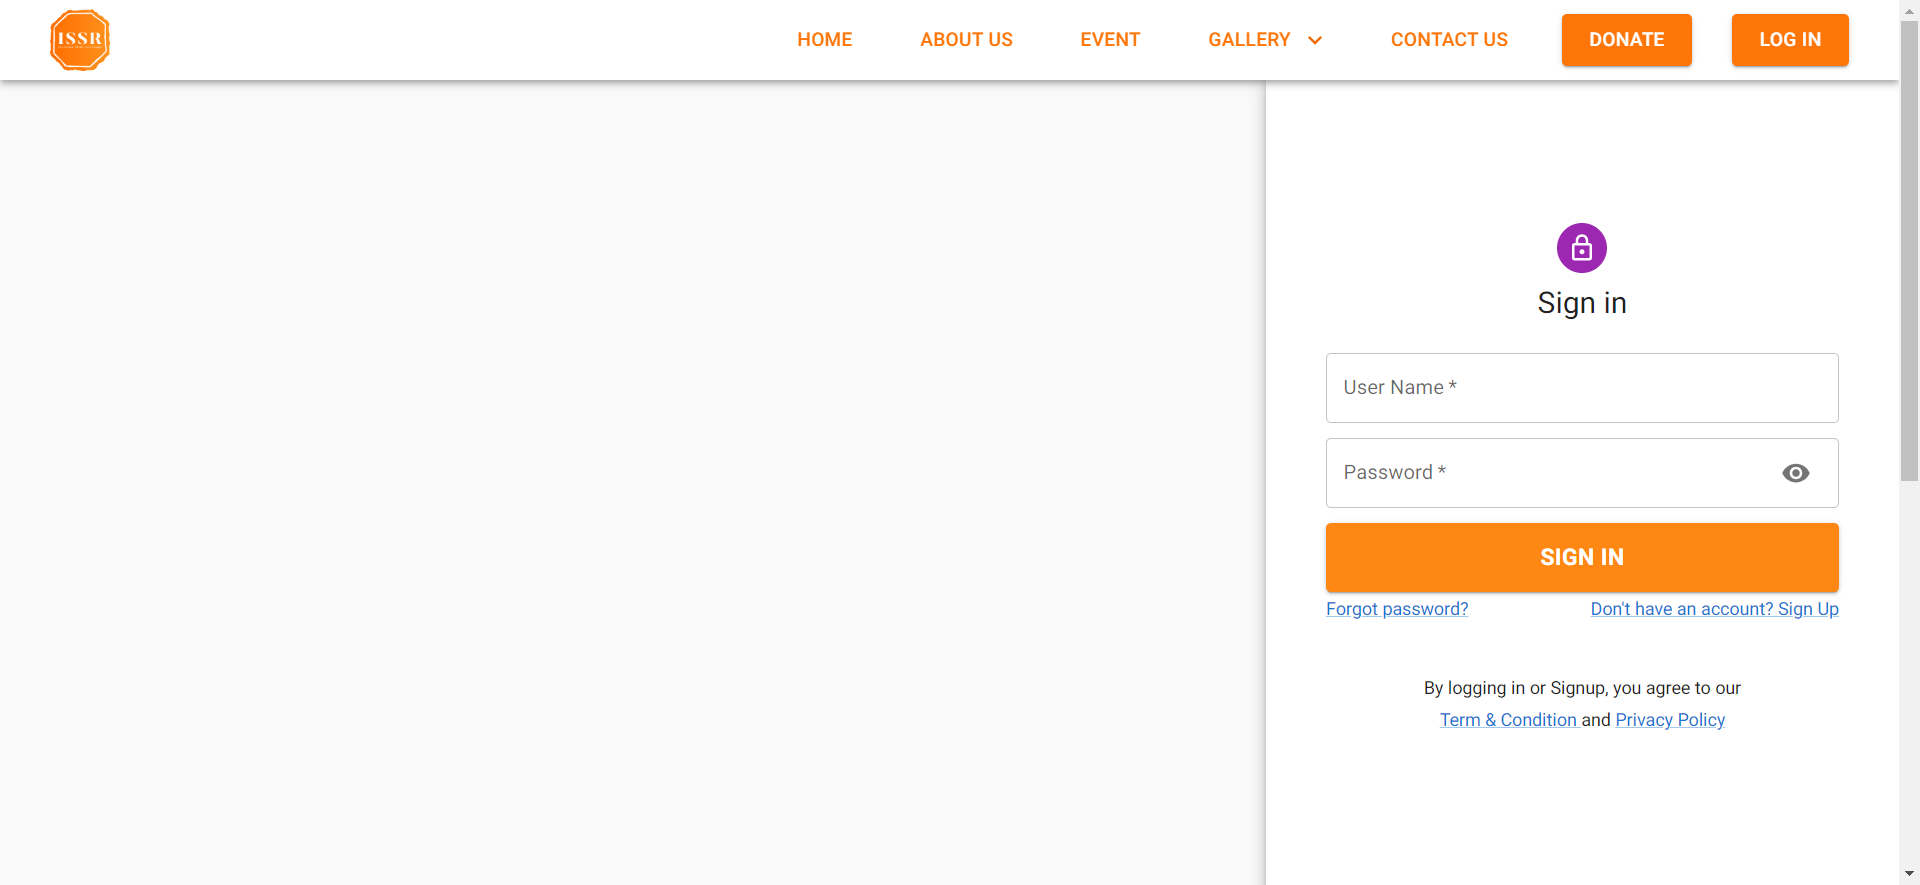 ISSR
HOME ABOUT US EVENT GALLERY CONTACT US DONATE LOG IN
Sign in
User Name *
Password *
SIGN IN
Forgot password? Don't have an account? Sign Up
By logging in or Signup, you agree to our
Term & Condition and Privacy Policy